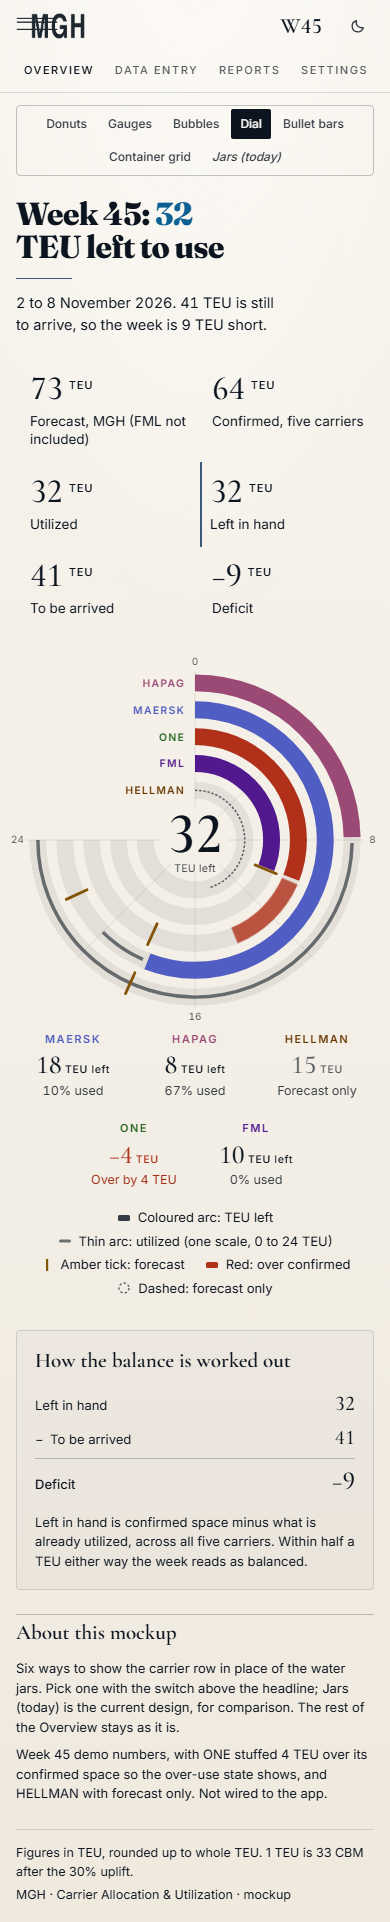 MGH
W45
OVERVIEW DATA ENTRY REPORTS SETTINGS
Donuts Gauges Bubbles Dial Bullet bars
Container grid Jars (today)
Week 45: 32
TEU left to use
2 to 8 November 2026. 41 TEU is still
to arrive, so the week is 9 TEU short.
73 TEU
Forecast, MGH (FML not
included)
64 TEU
Confirmed, five carriers
32 TEU
Utilized
32 TEU
Left in hand
41 TEU
To be arrived
–9 TEU
Deficit
0
HAPAG
MAERSK
ONE
FML
HELLMAN
32
TEU left
24
8
16
MAERSK
18 TEU left
10% used
HAPAG
8 TEU left
67% used
HELLMAN
15 TEU
Forecast only
ONE
–4 TEU
Over by 4 TEU
FML
10 TEU left
0% used
Coloured arc: TEU left
Thin arc: utilized (one scale, 0 to 24 TEU)
Amber tick: forecast Red: over confirmed
Dashed: forecast only
How the balance is worked out
Left in hand 32
– To be arrived 41
Deficit –9
Left in hand is confirmed space minus what is
already utilized, across all five carriers. Within half a
TEU either way the week reads as balanced.
About this mockup
Six ways to show the carrier row in place of the water
jars. Pick one with the switch above the headline; Jars
(today) is the current design, for comparison. The rest of
the Overview stays as it is.
Week 45 demo numbers, with ONE stuffed 4 TEU over its
confirmed space so the over-use state shows, and
HELLMAN with forecast only. Not wired to the app.
Figures in TEU, rounded up to whole TEU. 1 TEU is 33 CBM
after the 30% uplift.
MGH · Carrier Allocation & Utilization · mockup